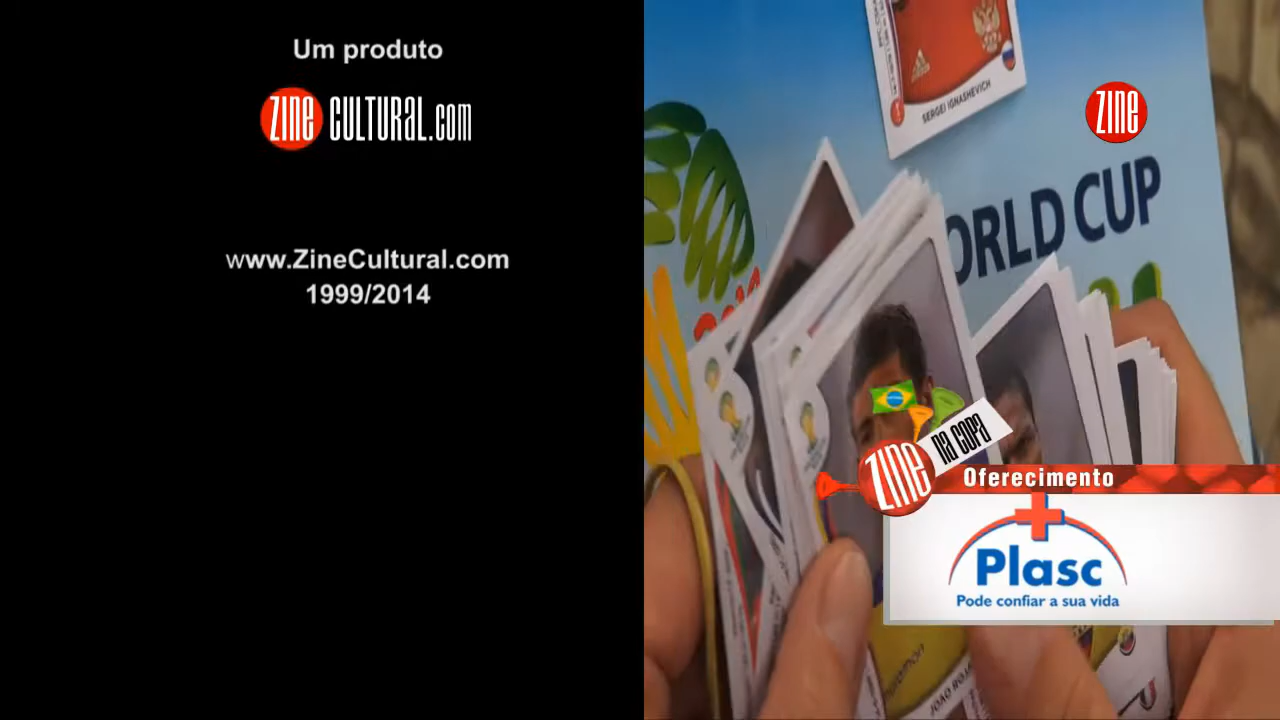 Um produto
ZINE CULTURAL.com
www.ZineCultural.com
1999/2014
SERGEI IGNASHEVICH
ZINE
ORLD CUP
ZINE NA COPA
Oferecimento
Plasc
Pode confiar a sua vida